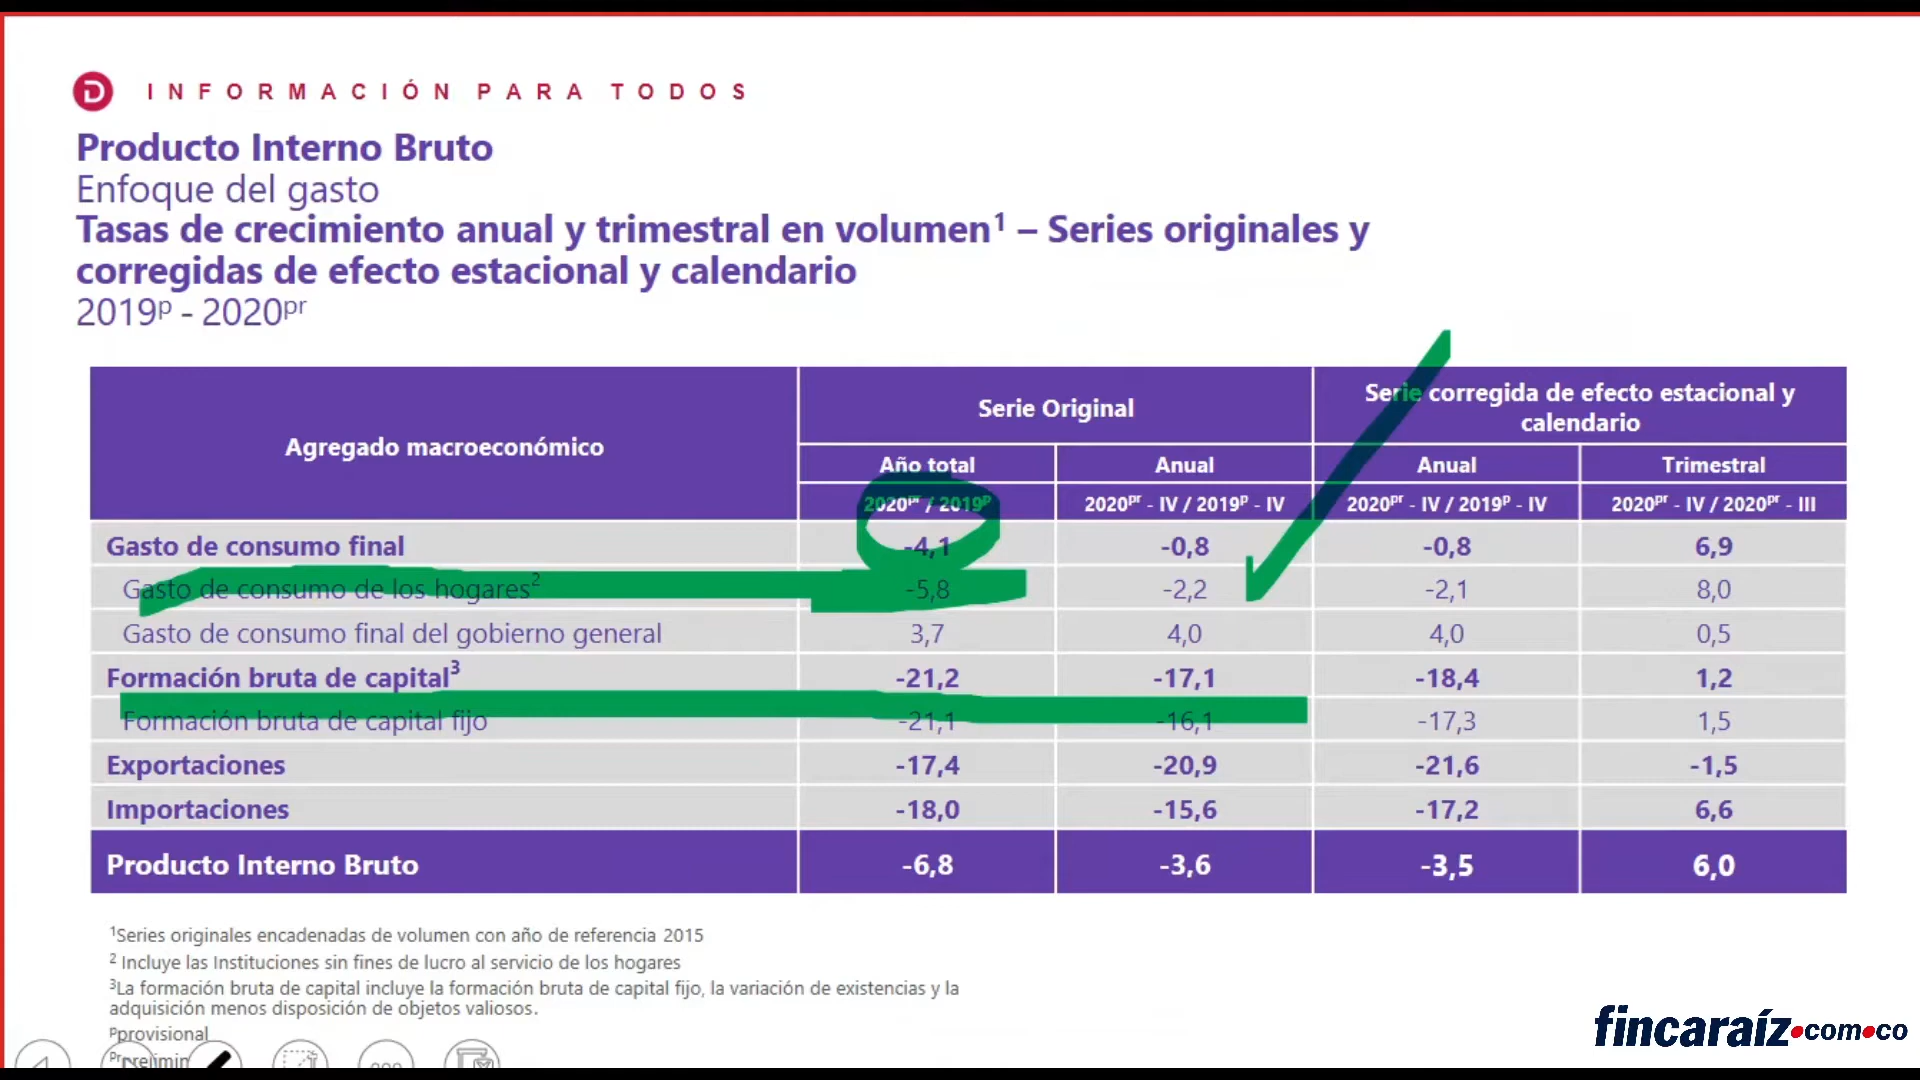 INFORMACIÓN PARA TODOS
Producto Interno Bruto
Enfoque del gasto
Tasas de crecimiento anual y trimestral en volumen¹ – Series originales y
corregidas de efecto estacional y calendario
2019ᵖ - 2020ᵖʳ
Agregado macroeconómico
Serie Original
Serie corregida de efecto estacional y
calendario
Año total Anual Anual Trimestral
2020ᵖʳ / 2019ᵖ 2020ᵖʳ - IV / 2019ᵖ - IV 2020ᵖʳ - IV / 2019ᵖ - IV 2020ᵖʳ - IV / 2020ᵖʳ - III
Gasto de consumo final -4,1 -0,8 -0,8 6,9
Gasto de consumo de los hogares² -5,8 -2,2 -2,1 8,0
Gasto de consumo final del gobierno general 3,7 4,0 4,0 0,5
Formación bruta de capital³ -21,2 -17,1 -18,4 1,2
Formación bruta de capital fijo -21,1 -16,1 -17,3 1,5
Exportaciones -17,4 -20,9 -21,6 -1,5
Importaciones -18,0 -15,6 -17,2 6,6
Producto Interno Bruto -6,8 -3,6 -3,5 6,0
¹Series originales encadenadas de volumen con año de referencia 2015
² Incluye las Instituciones sin fines de lucro al servicio de los hogares
³La formación bruta de capital incluye la formación bruta de capital fijo, la variación de existencias y la
adquisición menos disposición de objetos valiosos.
ᵖprovisional
fincaraíz.com.co